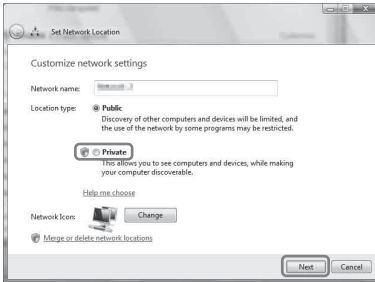 Set Network Location
Customize network settings
Network name:
Location type:
Public
Discovery of other computers and devices will be limited, and
the use of the network by some programs may be restricted.
Private
This allows you to see computers and devices, while making
your computer discoverable.
Help me choose
Network Icon:
Change
Merge or delete network locations
Next
Cancel